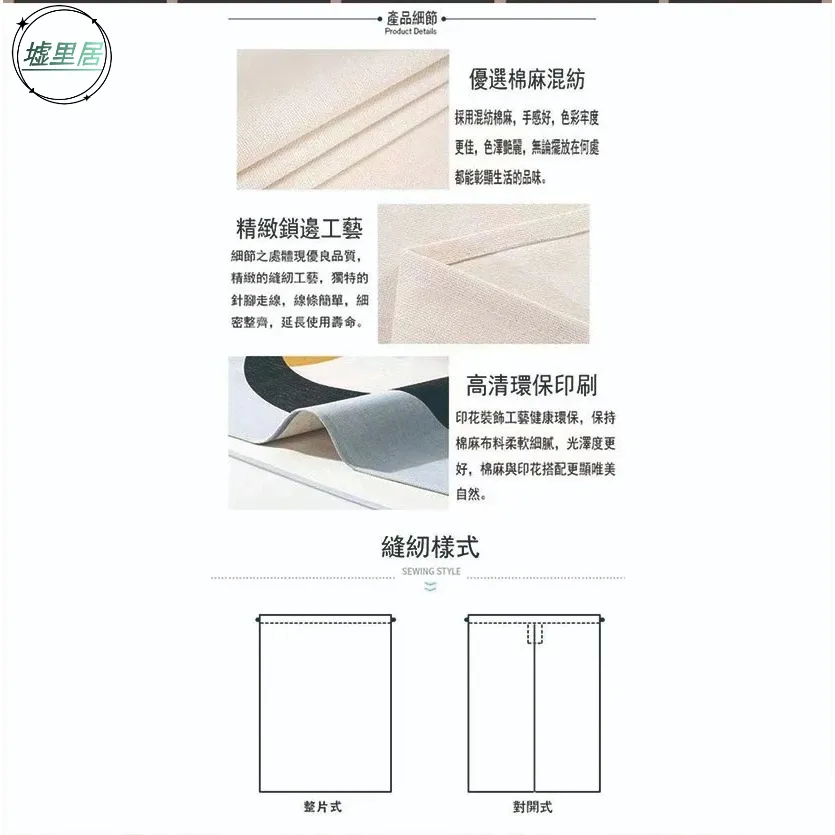 墟里居
產品細節
Product Details
優選棉麻混紡
採用混紡棉麻，手感好，色彩牢度
更佳，色澤艷麗，無論擺放在何處
都能彰顯生活的品味。
精緻鎖邊工藝
細節之處體現優良品質，
精緻的縫紉工藝，獨特的
針腳走線，線條簡單，細
密整齊，延長使用壽命。
高清環保印刷
印花裝飾工藝健康環保，保持
棉麻布料柔軟細膩，光澤度更
好，棉麻與印花搭配更顯唯美
自然。
縫紉樣式
SEWING STYLE
整片式
對開式